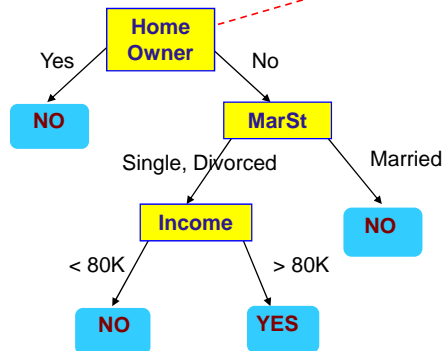 Home
Owner
Yes
No
NO
MarSt
Single, Divorced
Married
Income
NO
< 80K
> 80K
NO
YES